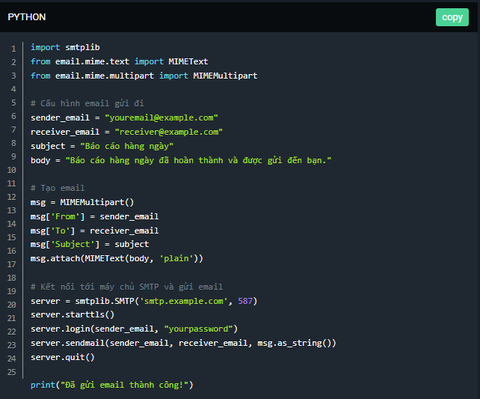 PYTHON
copy
1 import smtplib
2 from email.mime.text import MIMEText
3 from email.mime.multipart import MIMEMultipart
4
5 # Cấu hình email gửi đi
6 sender_email = "youremail@example.com"
7 receiver_email = "receiver@example.com"
8 subject = "Báo cáo hàng ngày"
9 body = "Báo cáo hàng ngày đã hoàn thành và được gửi đến bạn."
10
11 # Tạo email
12 msg = MIMEMultipart()
13 msg['From'] = sender_email
14 msg['To'] = receiver_email
15 msg['Subject'] = subject
16 msg.attach(MIMEText(body, 'plain'))
17
18 # Kết nối tới máy chủ SMTP và gửi email
19 server = smtplib.SMTP('smtp.example.com', 587)
20 server.starttls()
21 server.login(sender_email, "yourpassword")
22 server.sendmail(sender_email, receiver_email, msg.as_string())
23 server.quit()
24
25 print("Đã gửi email thành công!")